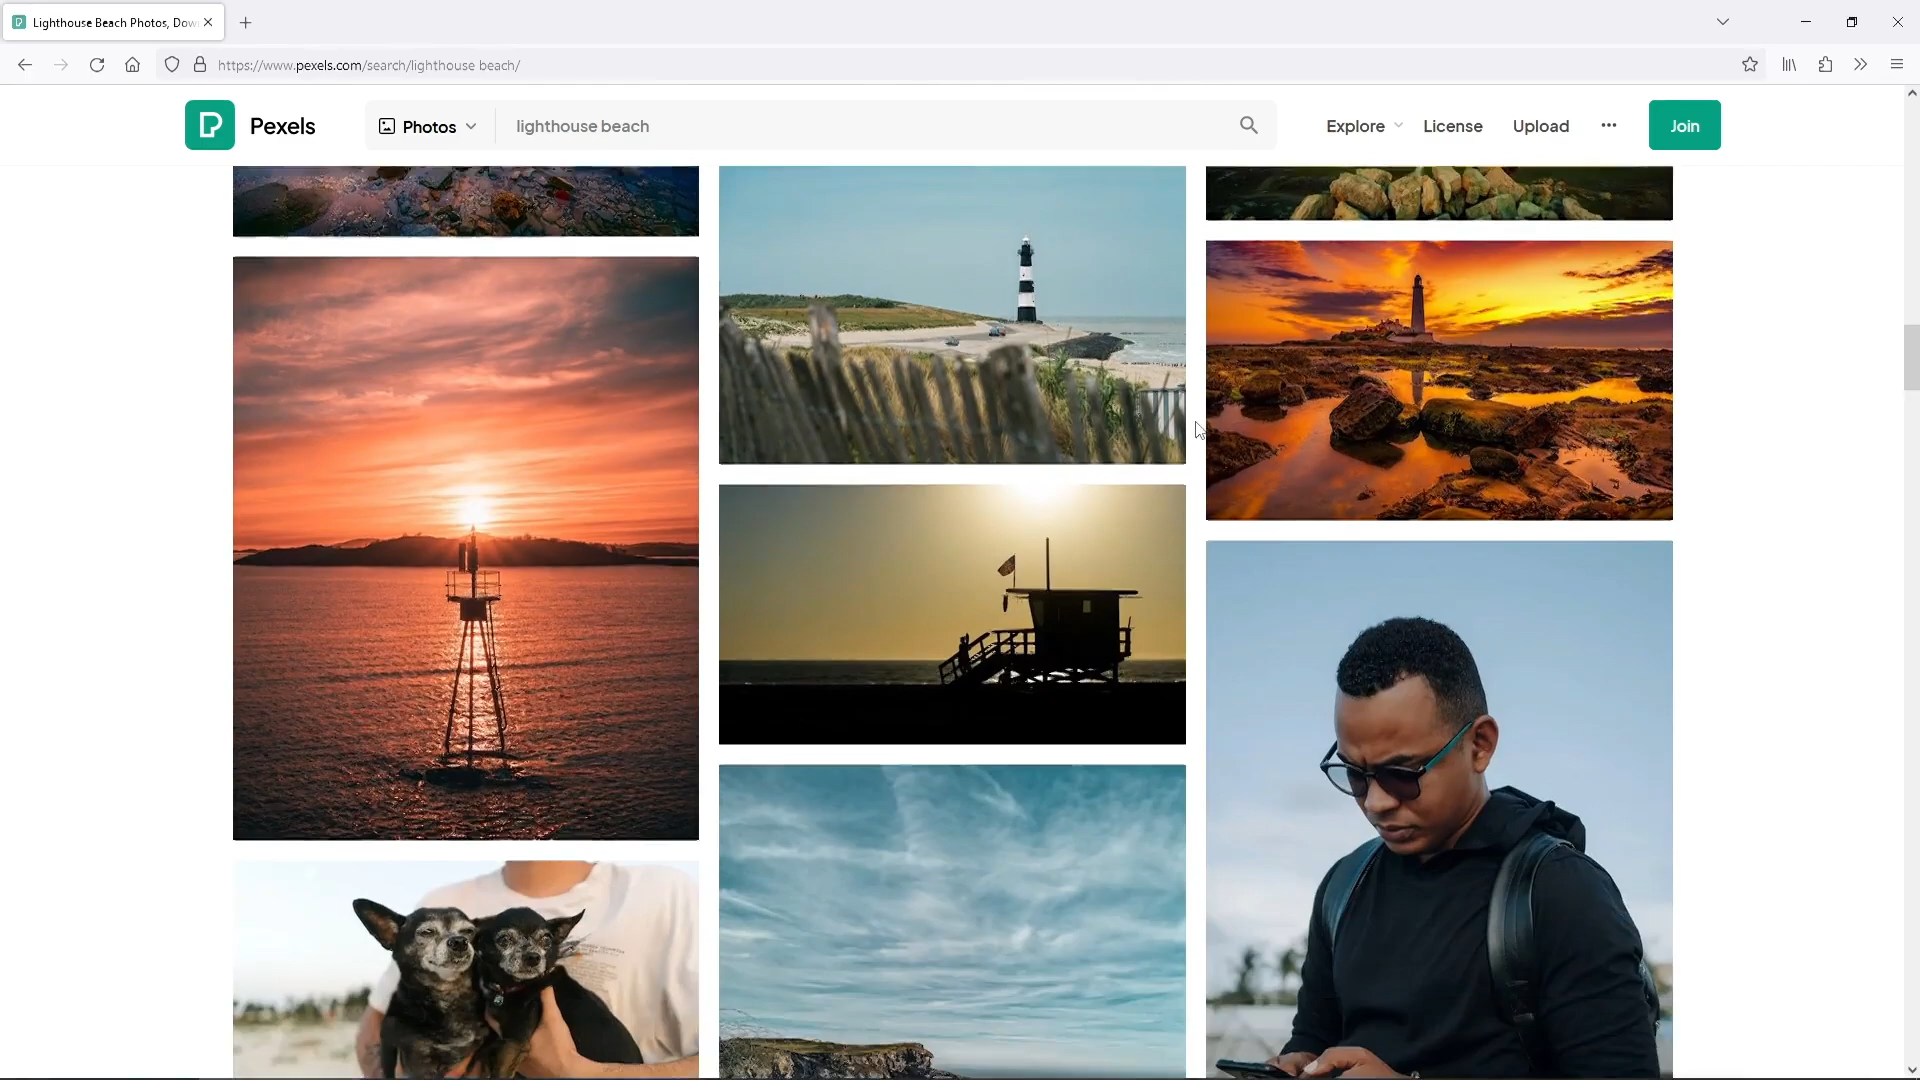 Lighthouse Beach Photos, Dow
https://www.pexels.com/search/lighthouse beach/
Pexels
Photos
lighthouse beach
Explore
License
Upload
Join